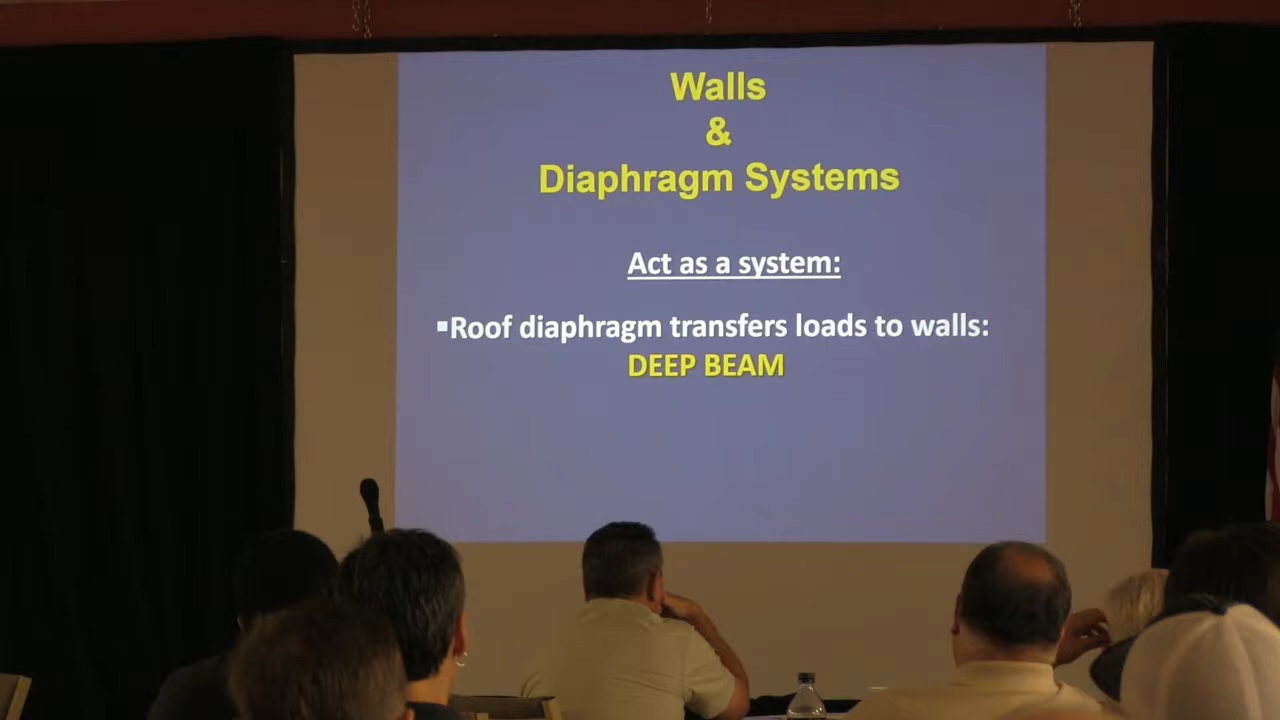 Walls
&
Diaphragm Systems
Act as a system:
▪Roof diaphragm transfers loads to walls:
DEEP BEAM